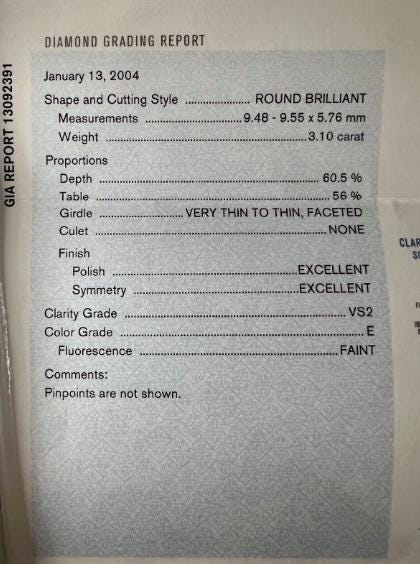 DIAMOND GRADING REPORT
GIA REPORT 13092391
January 13, 2004
Shape and Cutting Style ..................... ROUND BRILLIANT
Measurements ............................... 9.48 - 9.55 x 5.76 mm
Weight .................................................... 3.10 carat
Proportions
Depth ........................................................ 60.5 %
Table ........................................................... 56 %
Girdle ......................... VERY THIN TO THIN, FACETED
Culet .......................................................... NONE
Finish
Polish .............................................. EXCELLENT
Symmetry ....................................... EXCELLENT
Clarity Grade .................................................... VS2
Color Grade .......................................................... E
Fluorescence .................................................. FAINT
Comments:
Pinpoints are not shown.
CLAR